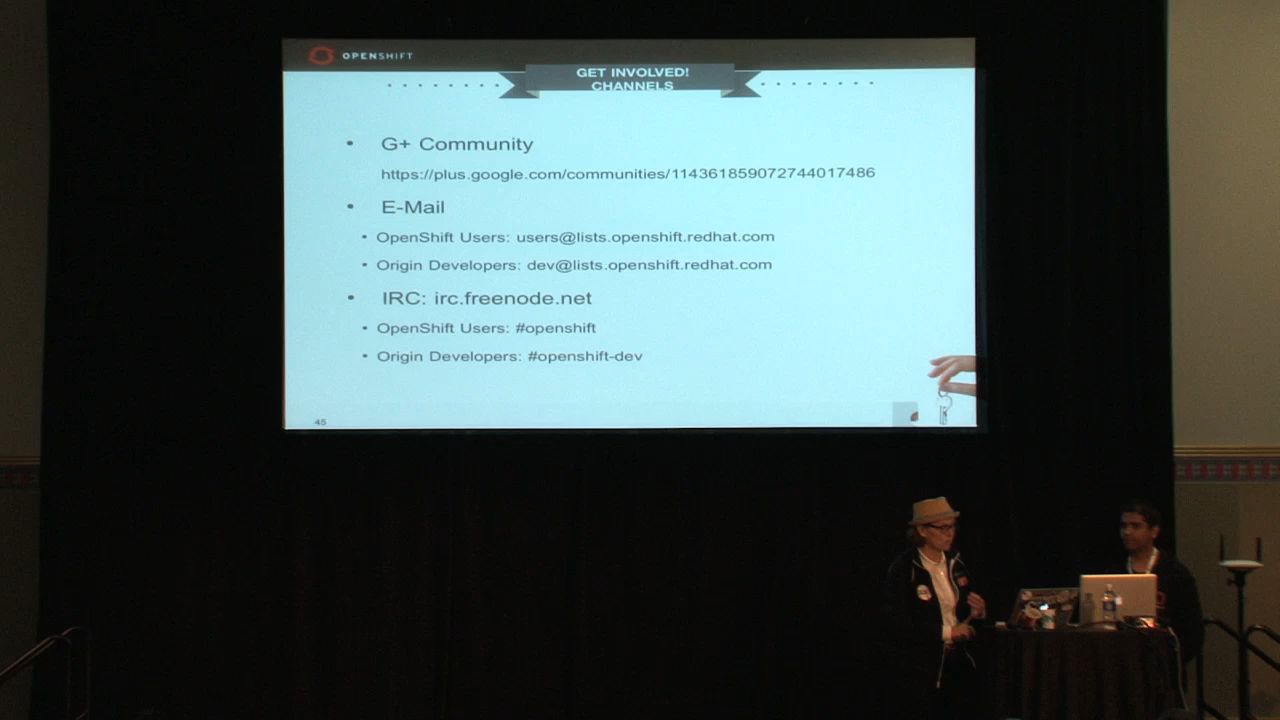 OPENSHIFT
GET INVOLVED!
CHANNELS
• G+ Community
https://plus.google.com/communities/114361859072744017486
• E-Mail
• OpenShift Users: users@lists.openshift.redhat.com
• Origin Developers: dev@lists.openshift.redhat.com
• IRC: irc.freenode.net
• OpenShift Users: #openshift
• Origin Developers: #openshift-dev
45